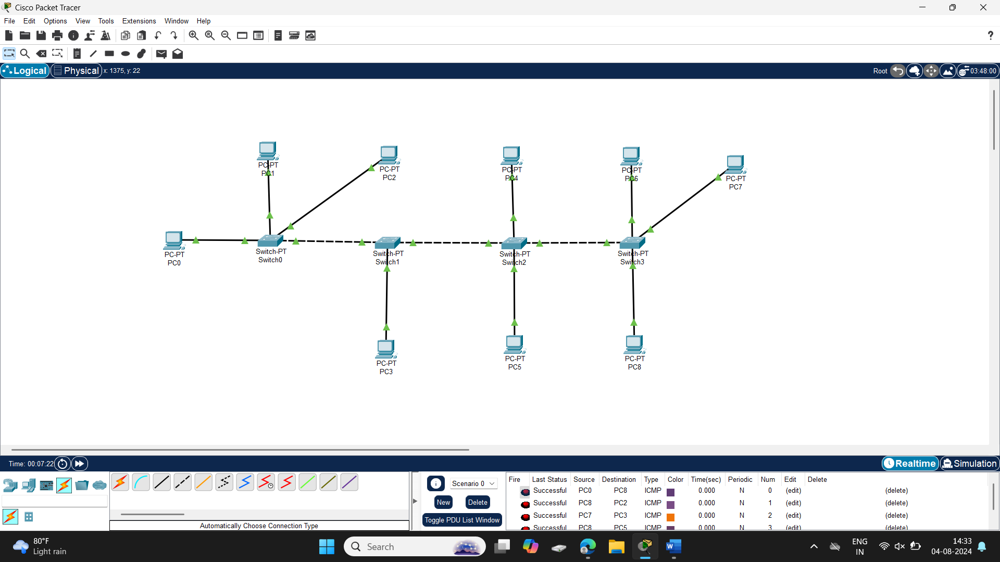 Cisco Packet Tracer
File Edit Options View Tools Extensions Window Help
Logical Physical x: 1375, y: 22 Root 03:48:00
PC-PT
PC1
PC-PT
PC2
PC-PT
PC4
PC-PT
PC6
PC-PT
PC7
PC-PT
PC0
Switch-PT
Switch0
Switch-PT
Switch1
Switch-PT
Switch2
Switch-PT
Switch3
PC-PT
PC3
PC-PT
PC5
PC-PT
PC8
Time: 00:07:22 Realtime Simulation
Scenario 0
New Delete
Toggle PDU List Window
Automatically Choose Connection Type
Fire Last Status Source Destination Type Color Time(sec) Periodic Num Edit Delete
Successful PC0 PC8 ICMP 0.000 N 0 (edit) (delete)
Successful PC8 PC2 ICMP 0.000 N 1 (edit) (delete)
Successful PC7 PC3 ICMP 0.000 N 2 (edit) (delete)
Successful PC8 PC5 ICMP 0.000 N 3 (edit) (delete)
80°F
Light rain
Search
ENG
IN
14:33
04-08-2024